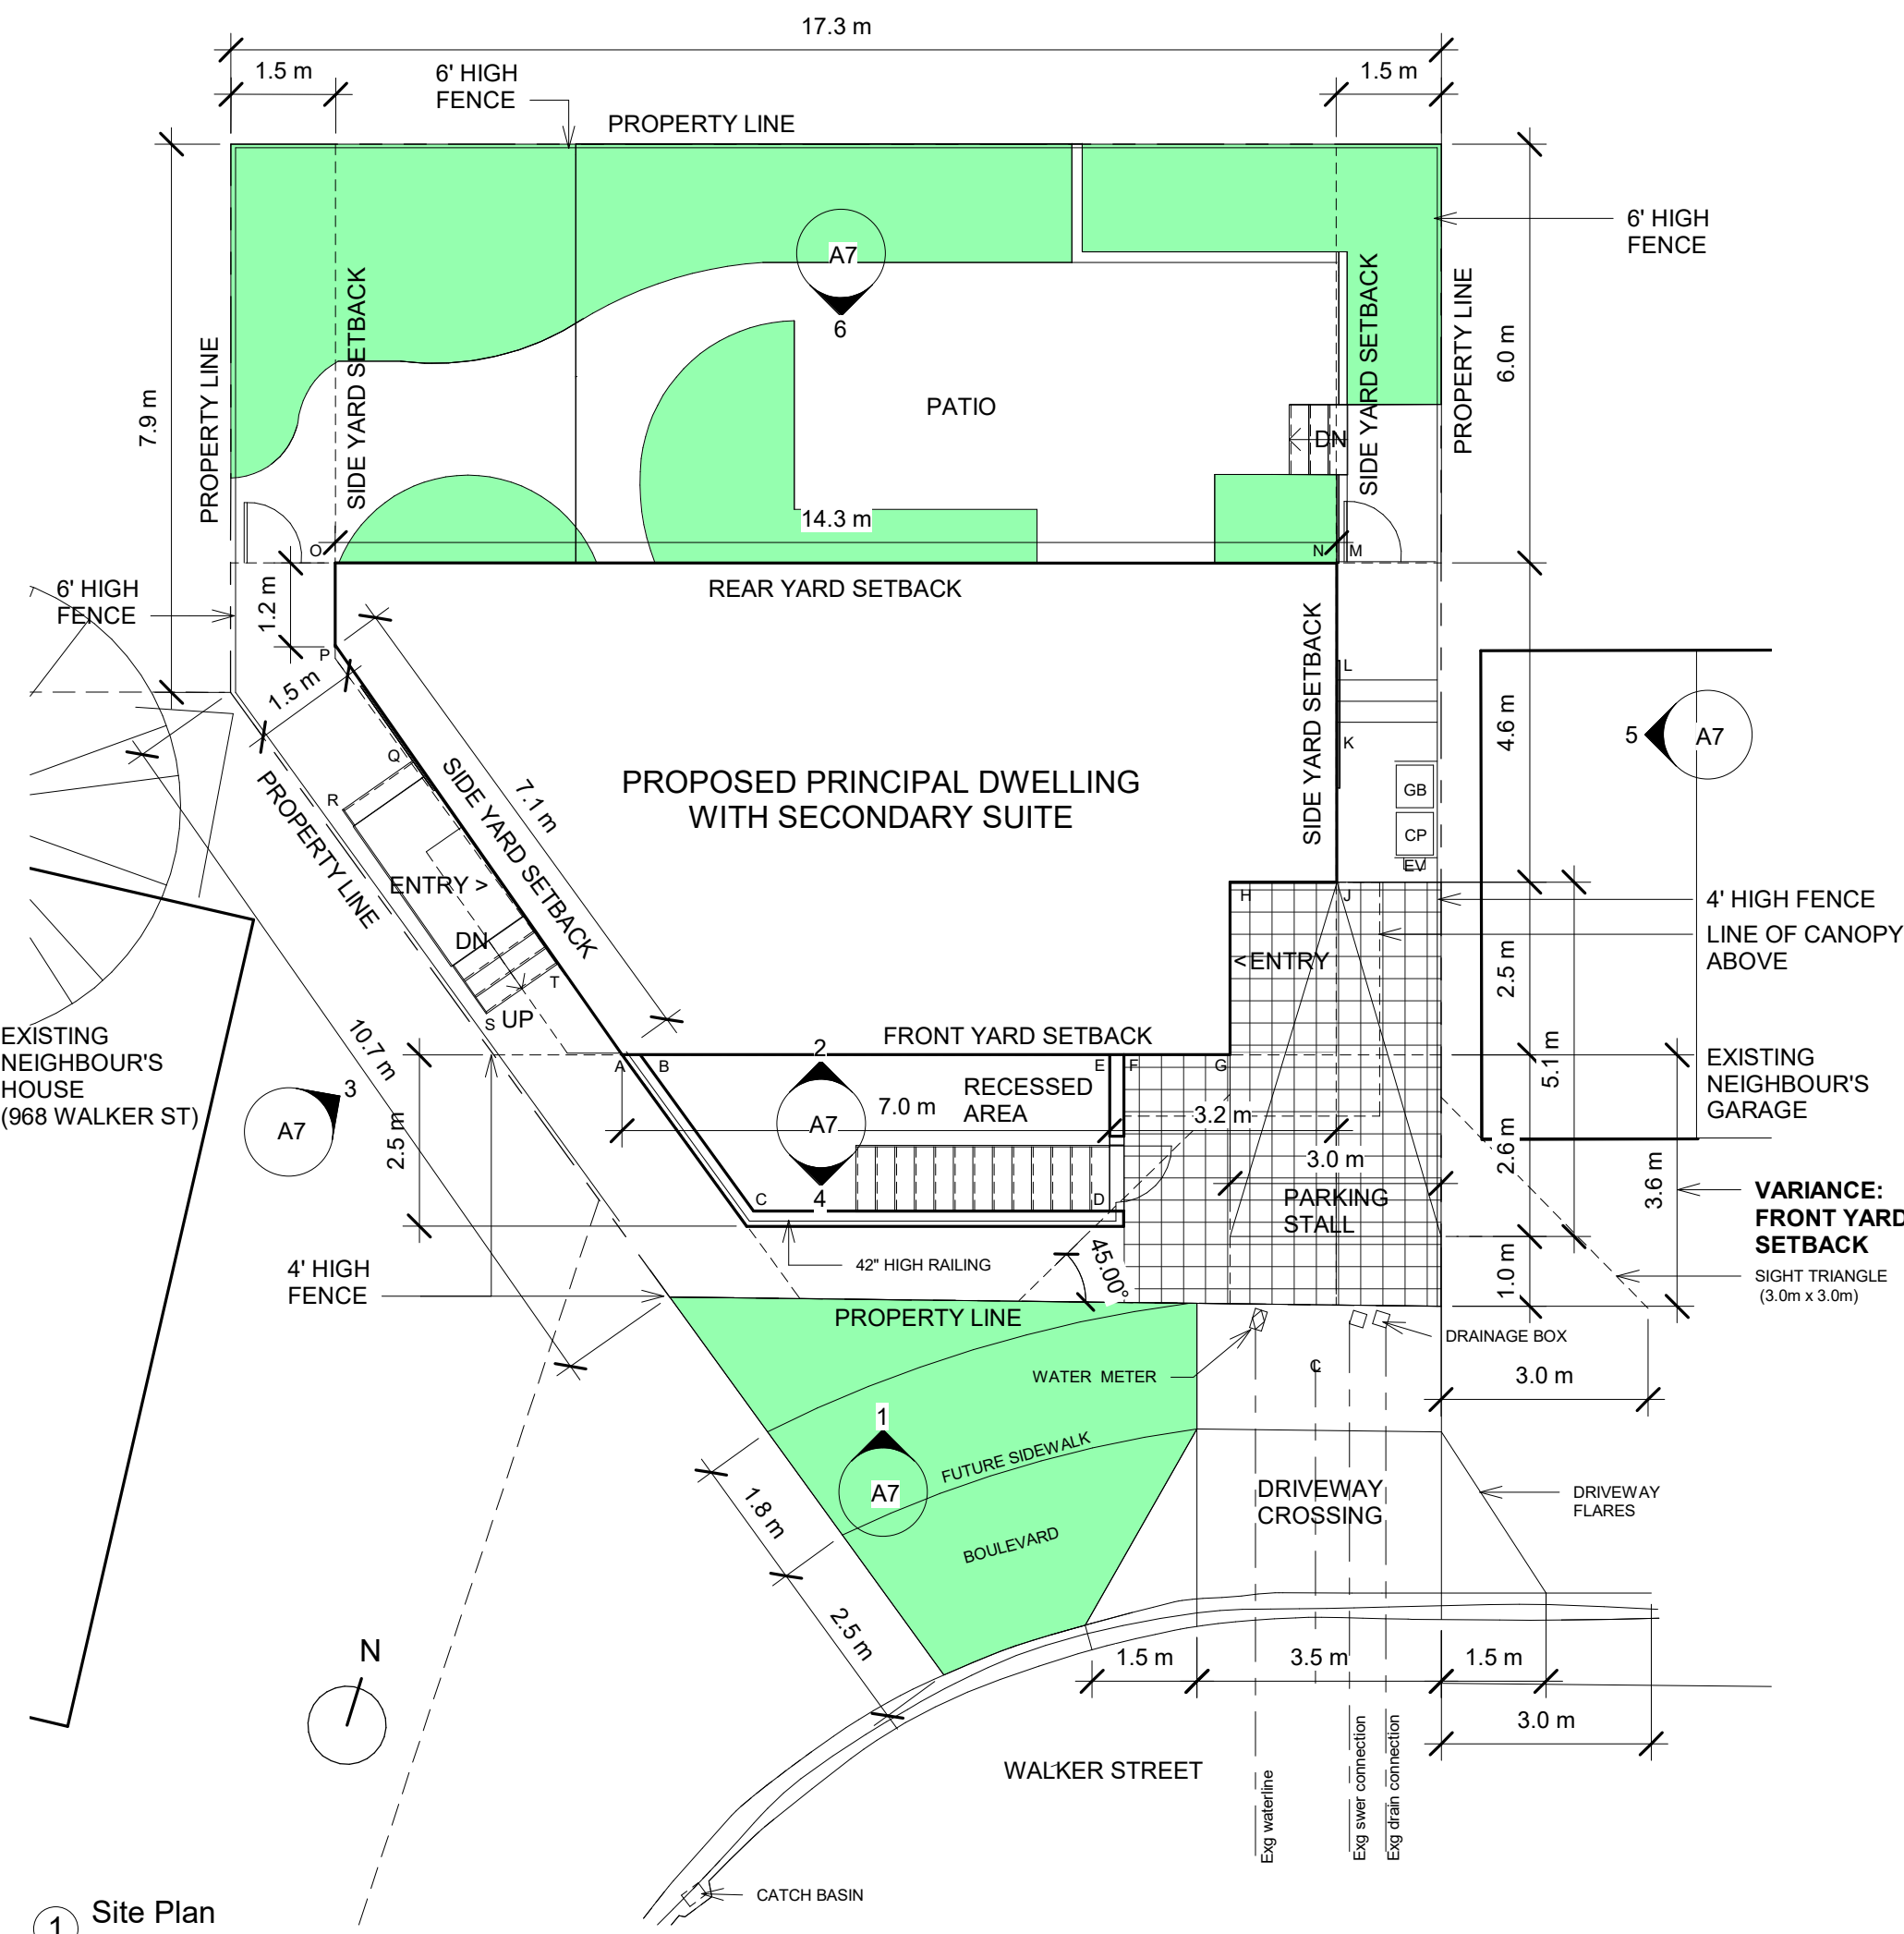 17.3 m
1.5 m
6' HIGH
FENCE
1.5 m
PROPERTY LINE
A7
6
6' HIGH
FENCE
PROPERTY LINE
SIDE YARD SETBACK
SIDE YARD SETBACK
PROPERTY LINE
7.9 m
6.0 m
PATIO
DN
14.3 m
O
N
M
6' HIGH
FENCE
1.2 m
REAR YARD SETBACK
P
1.5 m
L
K
SIDE YARD SETBACK
4.6 m
5
A7
Q
R
SIDE YARD SETBACK
7.1 m
PROPOSED PRINCIPAL DWELLING
WITH SECONDARY SUITE
GB
CP
EV
PROPERTY LINE
ENTRY >
DN
T
S
UP
H
J
<ENTRY
4' HIGH FENCE
LINE OF CANOPY
ABOVE
2.5 m
5.1 m
EXISTING
NEIGHBOUR'S
HOUSE
(968 WALKER ST)
10.7 m
FRONT YARD SETBACK
2
A
B
E
F
G
RECESSED
AREA
7.0 m
A7
4
3.2 m
EXISTING
NEIGHBOUR'S
GARAGE
3
A7
2.5 m
C
D
3.0 m
PARKING
STALL
2.6 m
3.6 m
VARIANCE:
FRONT YARD
SETBACK
42" HIGH RAILING
45.00°
1.0 m
SIGHT TRIANGLE
(3.0m x 3.0m)
4' HIGH
FENCE
PROPERTY LINE
DRAINAGE BOX
WATER METER
℄
3.0 m
1
A7
FUTURE SIDEWALK
BOULEVARD
DRIVEWAY
CROSSING
DRIVEWAY
FLARES
1.8 m
2.5 m
N
1.5 m
3.5 m
1.5 m
3.0 m
WALKER STREET
Exg waterline
Exg swer connection
Exg drain connection
CATCH BASIN
1
Site Plan